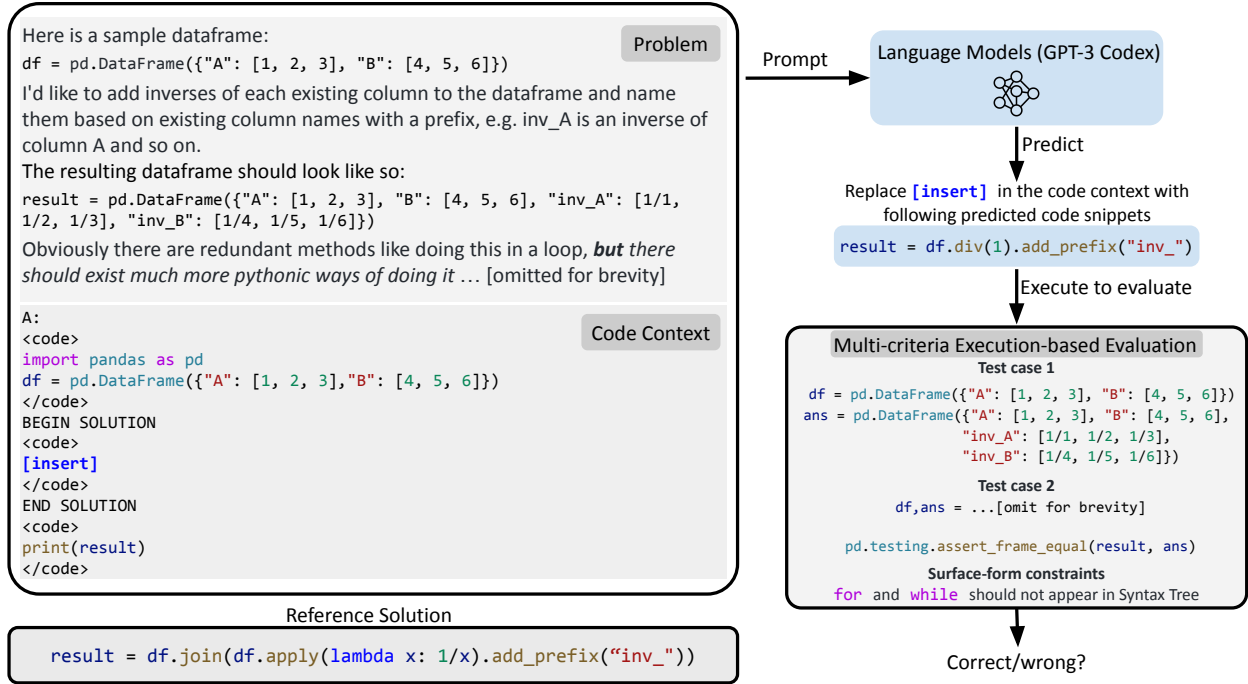 Here is a sample dataframe:
Problem
df = pd.DataFrame({"A": [1, 2, 3], "B": [4, 5, 6]})
I'd like to add inverses of each existing column to the dataframe and name
them based on existing column names with a prefix, e.g. inv_A is an inverse of
column A and so on.
The resulting dataframe should look like so:
result = pd.DataFrame({"A": [1, 2, 3], "B": [4, 5, 6], "inv_A": [1/1,
1/2, 1/3], "inv_B": [1/4, 1/5, 1/6]})
Obviously there are redundant methods like doing this in a loop, but there
should exist much more pythonic ways of doing it … [omitted for brevity]
A:
Code Context
<code>
import pandas as pd
df = pd.DataFrame({"A": [1, 2, 3],"B": [4, 5, 6]})
</code>
BEGIN SOLUTION
<code>
[insert]
</code>
END SOLUTION
<code>
print(result)
</code>
Reference Solution
result = df.join(df.apply(lambda x: 1/x).add_prefix(“inv_"))
Prompt
Language Models (GPT-3 Codex)
Predict
Replace [insert] in the code context with
following predicted code snippets
result = df.div(1).add_prefix("inv_")
Execute to evaluate
Multi-criteria Execution-based Evaluation
Test case 1
df = pd.DataFrame({"A": [1, 2, 3], "B": [4, 5, 6]})
ans = pd.DataFrame({"A": [1, 2, 3], "B": [4, 5, 6],
"inv_A": [1/1, 1/2, 1/3],
"inv_B": [1/4, 1/5, 1/6]})
Test case 2
df,ans = ...[omit for brevity]
pd.testing.assert_frame_equal(result, ans)
Surface-form constraints
for and while should not appear in Syntax Tree
Correct/wrong?